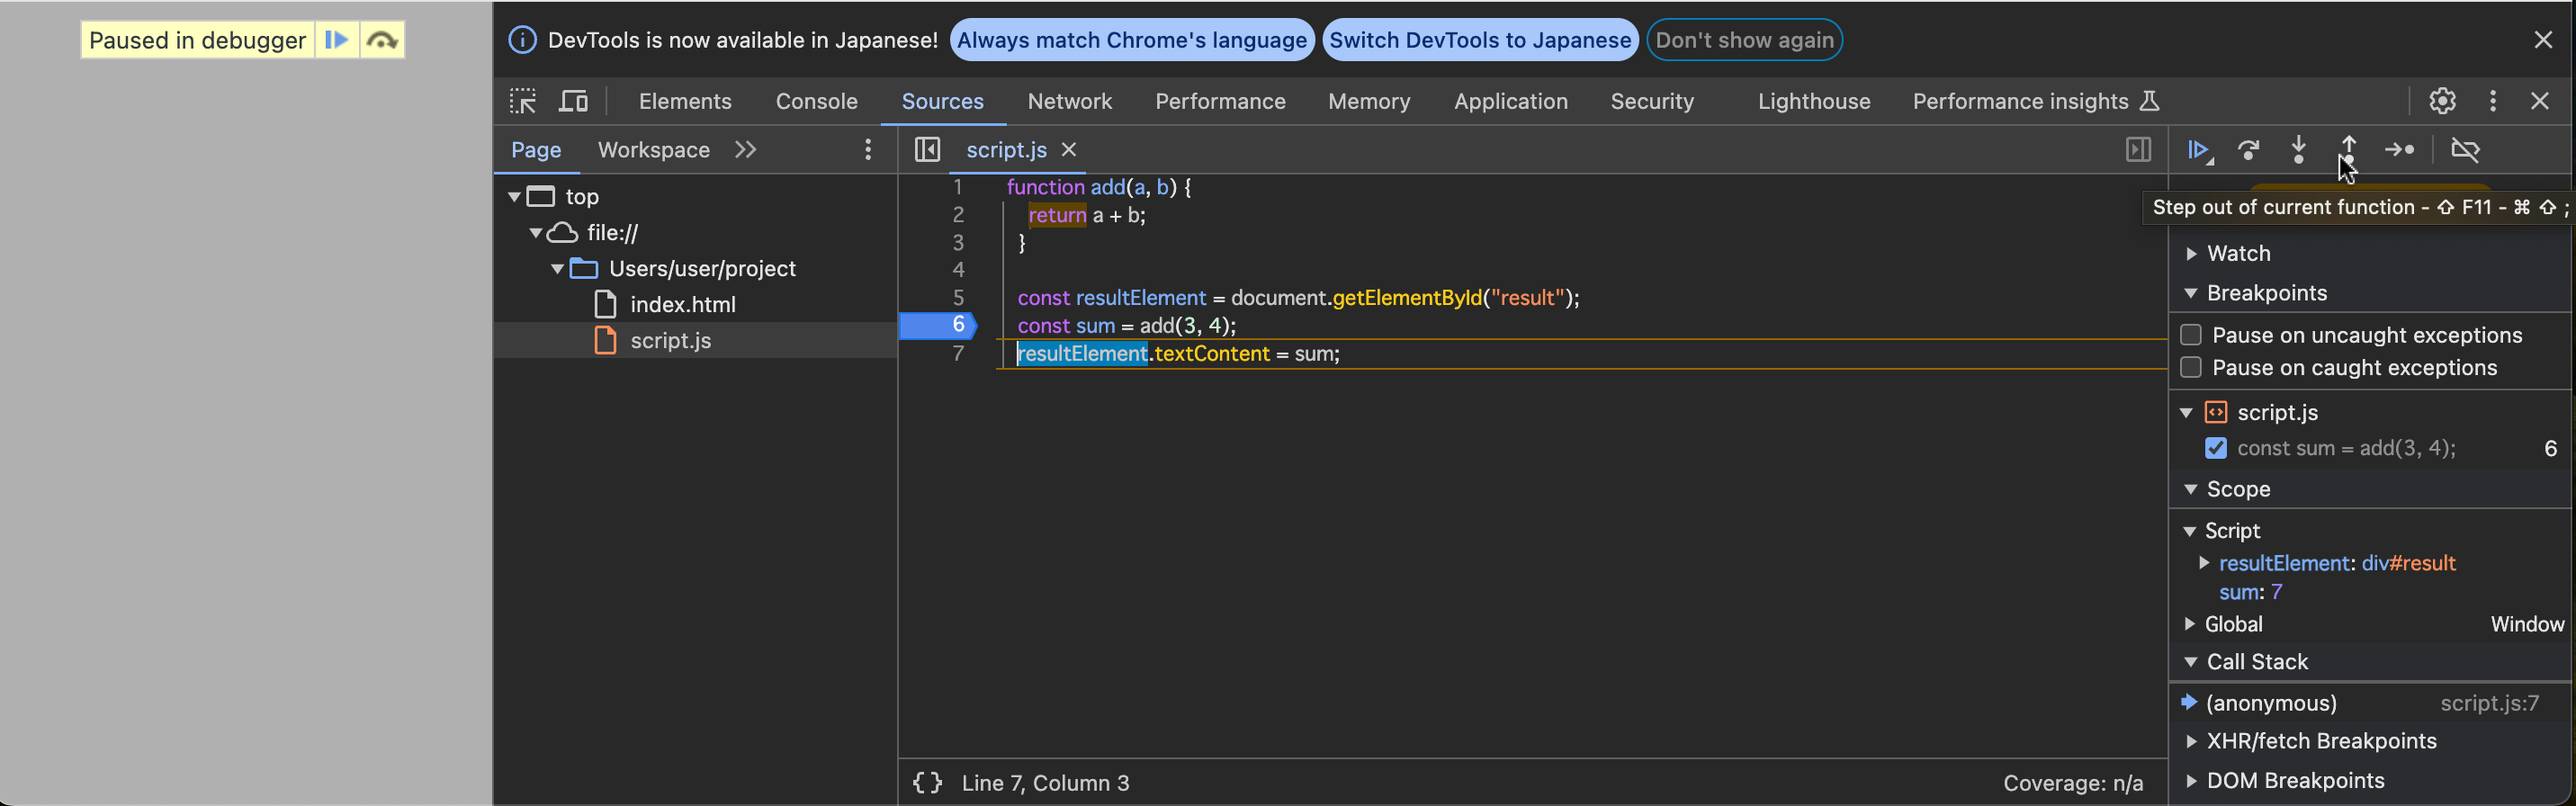 Paused in debugger
DevTools is now available in Japanese! Always match Chrome's language Switch DevTools to Japanese Don't show again
Elements Console Sources Network Performance Memory Application Security Lighthouse Performance insights
Page Workspace
script.js
Step out of current function - ⇧ F11 - ⌘ ⇧ ;
top
file://
Users/user/project
index.html
script.js
1 function add(a, b) {
2 return a + b;
3 }
4
5 const resultElement = document.getElementById("result");
6 const sum = add(3, 4);
7 resultElement.textContent = sum;
{} Line 7, Column 3
Coverage: n/a
Watch
Breakpoints
Pause on uncaught exceptions
Pause on caught exceptions
script.js
const sum = add(3, 4); 6
Scope
Script
resultElement: div#result
sum: 7
Global Window
Call Stack
(anonymous) script.js:7
XHR/fetch Breakpoints
DOM Breakpoints